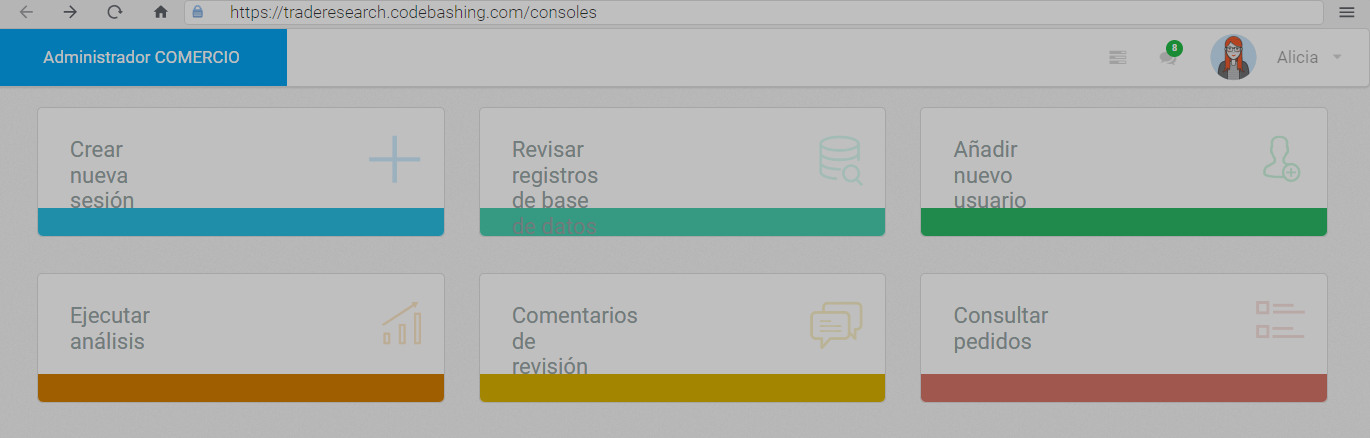 https://traderesearch.codebashing.com/consoles
Administrador COMERCIO
8
Alicia
Crear
nueva
sesión
Revisar
registros
de base
de datos
Añadir
nuevo
usuario
Ejecutar
análisis
Comentarios
de
revisión
Consultar
pedidos